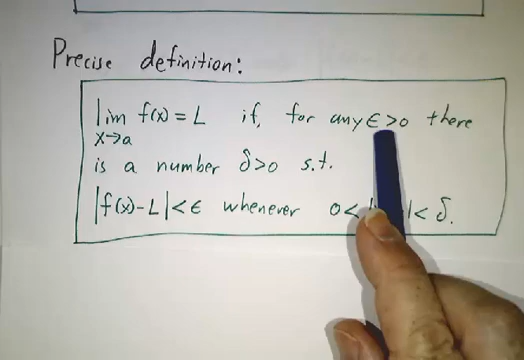 Precise definition:
lim f(x) = L if, for any ϵ>0 there
x→a
is a number δ>0 s.t.
|f(x)-L|<ϵ whenever 0<| |<δ.